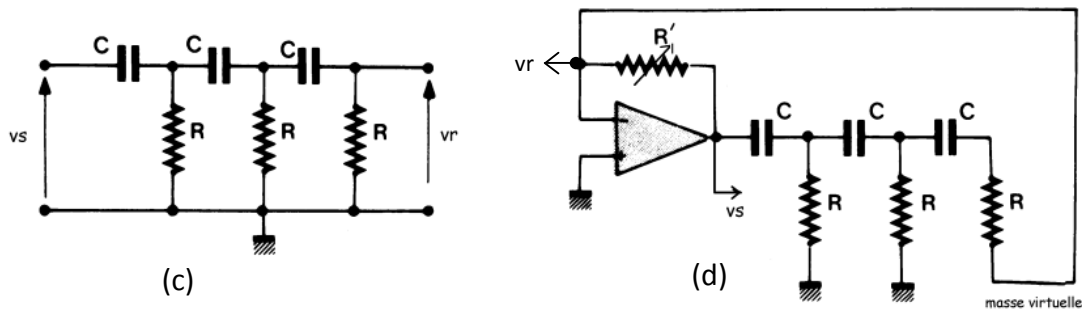 C C C
R R R
vs vr
(c)
R'
vr
C C C
vs
R R R
masse virtuelle
(d)